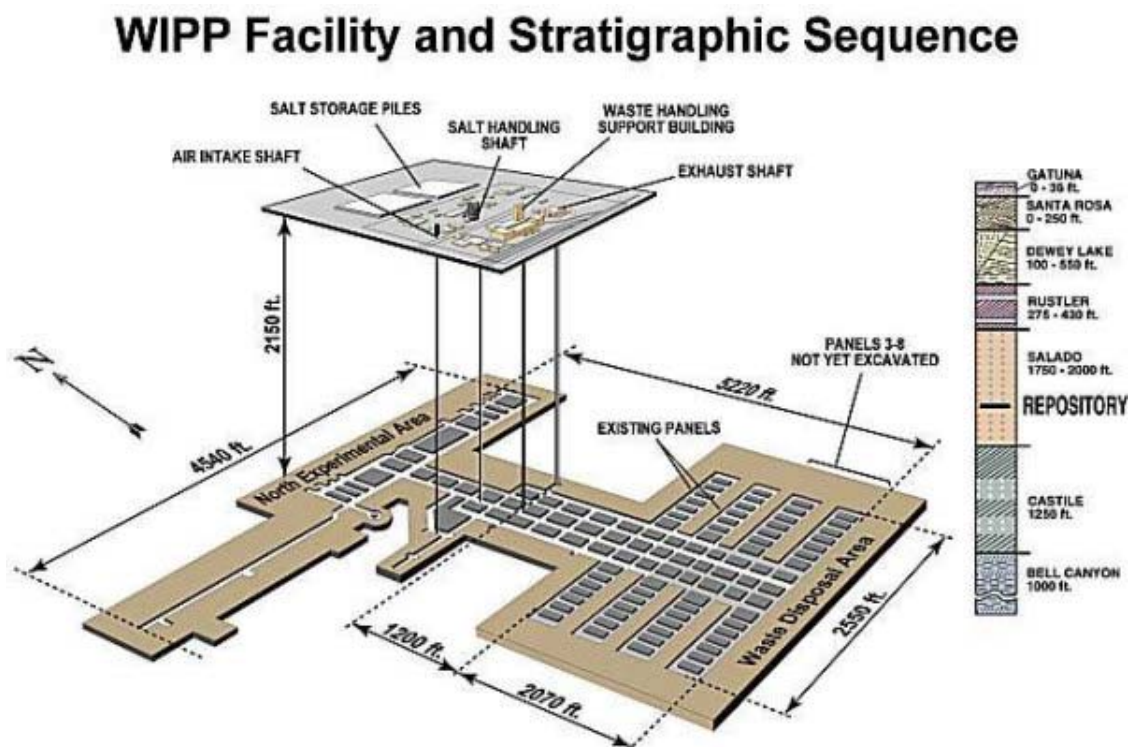 WIPP Facility and Stratigraphic Sequence
SALT STORAGE PILES
SALT HANDLING
SHAFT
WASTE HANDLING
SUPPORT BUILDING
AIR INTAKE SHAFT
EXHAUST SHAFT
GATUNA
0 - 35 ft.
SANTA ROSA
0 - 250 ft.
DEWEY LAKE
100 - 550 ft.
RUSTLER
275 - 430 ft.
SALADO
1750 - 2000 ft.
REPOSITORY
CASTILE
1250 ft.
BELL CANYON
1000 ft.
2150 ft.
N
PANELS 3-8
NOT YET EXCAVATED
5220 ft.
4540 ft.
North Experimental Area
EXISTING PANELS
Waste Disposal Area
1200 ft.
2070 ft.
2550 ft.